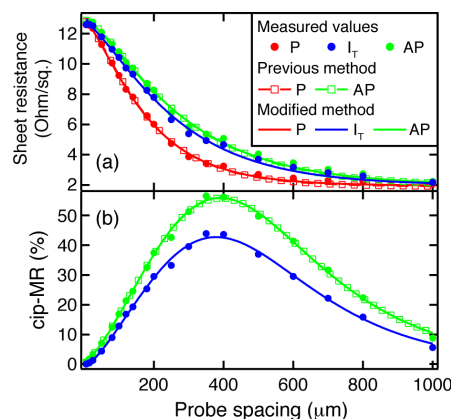 Measured values
P I_T AP
Previous method
P AP
Modified method
P I_T AP
Sheet resistance
(Ohm/sq.)
12
10
8
6
4
2
(a)
(b)
cip-MR (%)
50
40
30
20
10
0
200 400 600 800 1000
Probe spacing (μm)